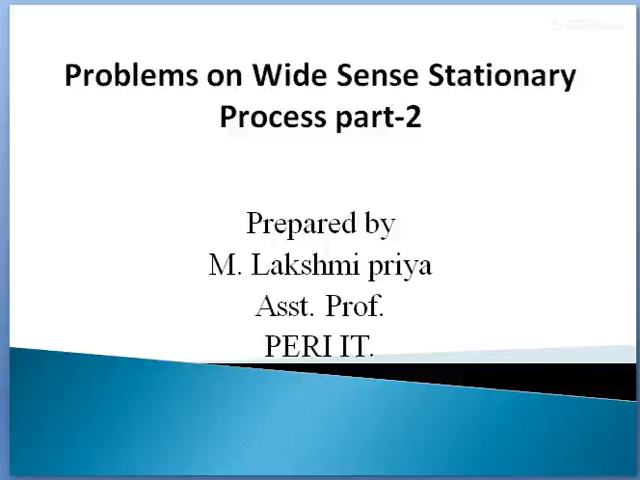 Problems on Wide Sense Stationary
Process part-2
Prepared by
M. Lakshmi priya
Asst. Prof.
PERI IT.